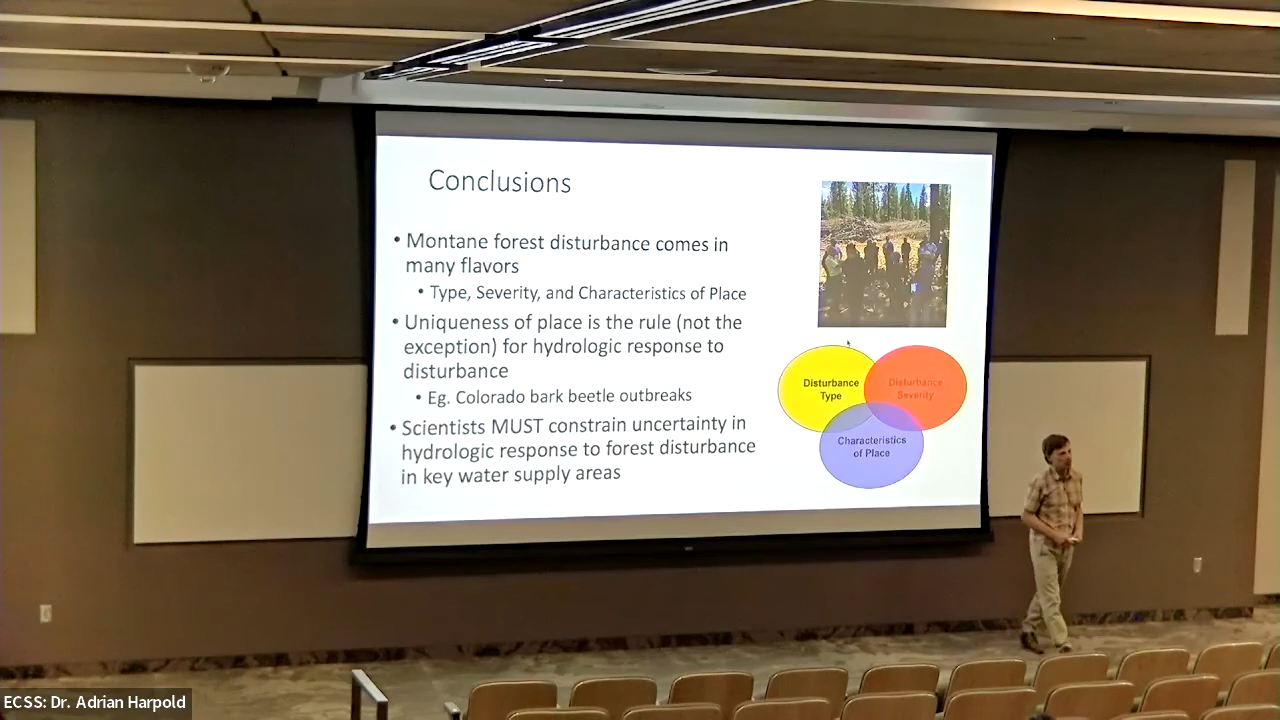 Conclusions
• Montane forest disturbance comes in
many flavors
• Type, Severity, and Characteristics of Place
• Uniqueness of place is the rule (not the
exception) for hydrologic response to
disturbance
• Eg. Colorado bark beetle outbreaks
• Scientists MUST constrain uncertainty in
hydrologic response to forest disturbance
in key water supply areas
Disturbance
Type
Disturbance
Severity
Characteristics
of Place
ECSS: Dr. Adrian Harpold